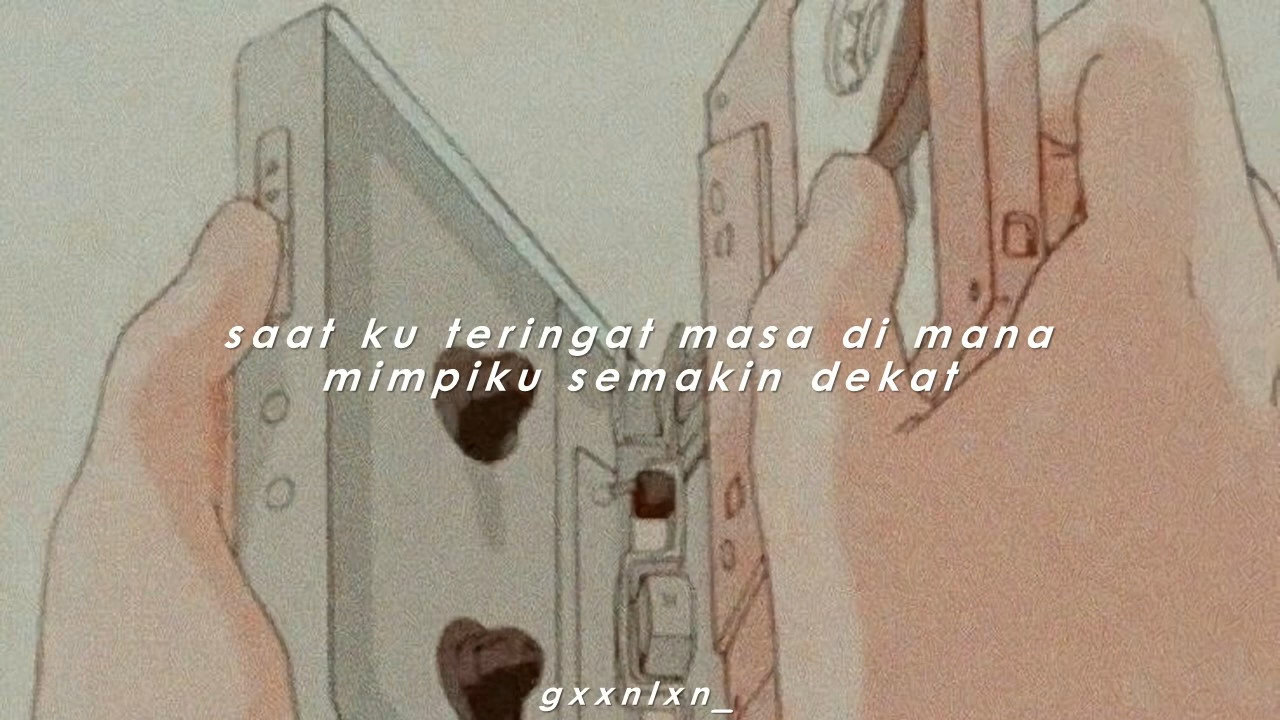 saat ku teringat masa di mana
mimpiku semakin dekat
gxxnlxn_